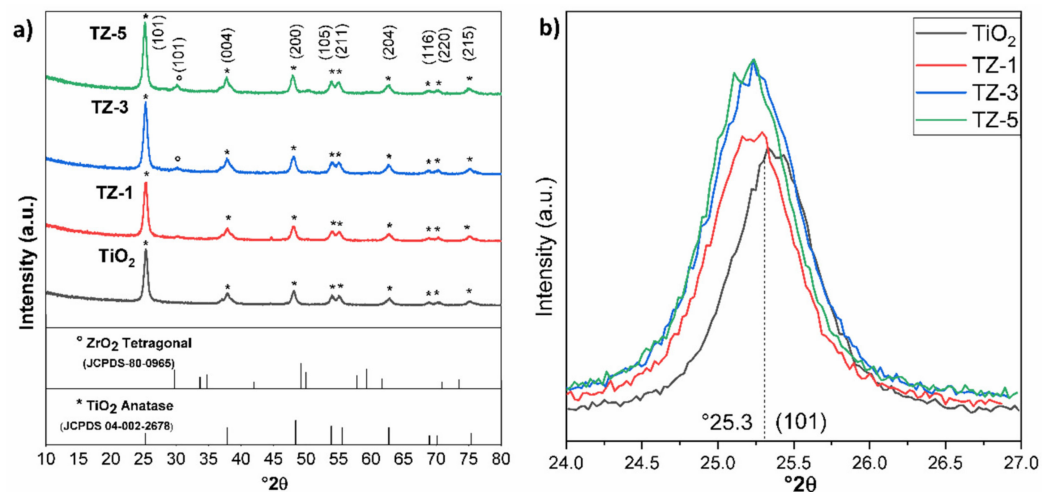 a)
TZ-5
* (101)
° (101)
* (004)
* (200)
* (105)
* (211)
* (204)
* (116)
* (220)
* (215)
TZ-3
* ° * * * * * * * *
TZ-1
* * * * * * * * *
TiO₂
* * * * * * * * *
Intensity (a.u.)
° ZrO₂ Tetragonal
(JCPDS-80-0965)
* TiO₂ Anatase
(JCPDS 04-002-2678)
10 15 20 25 30 35 40 45 50 55 60 65 70 75 80
°2θ
b)
TiO₂
TZ-1
TZ-3
TZ-5
Intensity (a.u.)
°25.3 (101)
24.0 24.5 25.0 25.5 26.0 26.5 27.0
°2θ